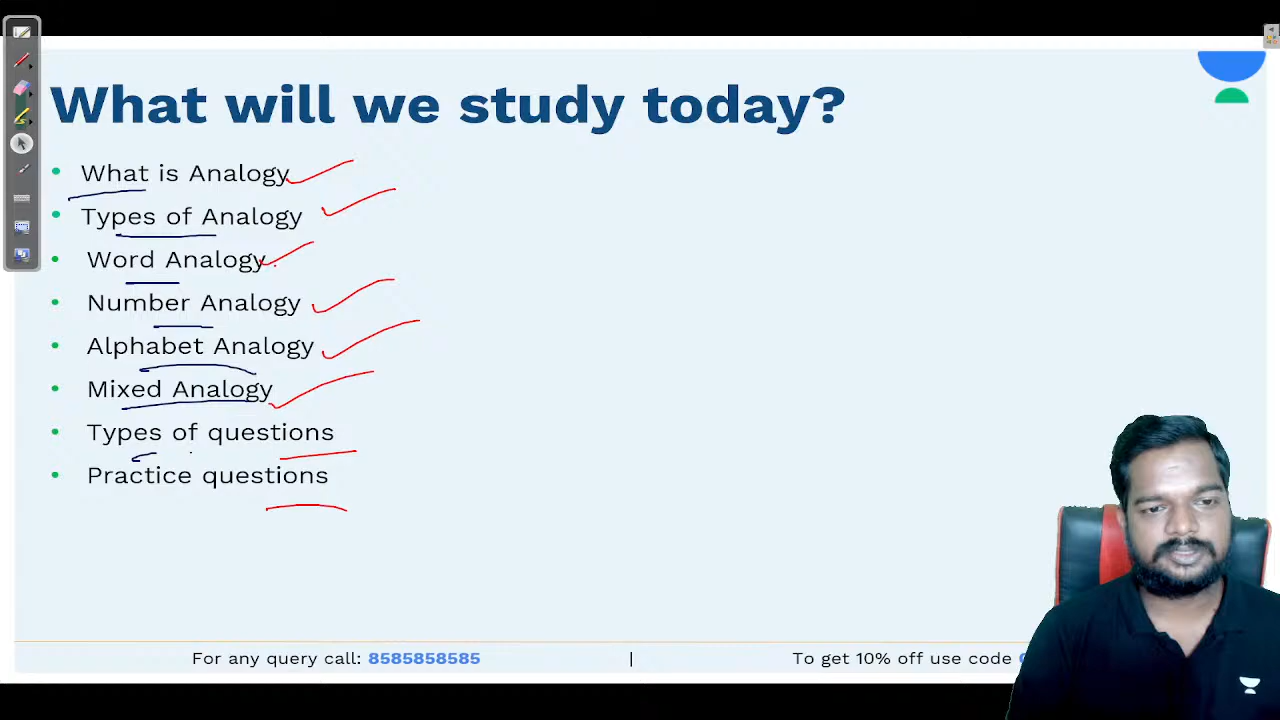 What will we study today?
• What is Analogy
• Types of Analogy
• Word Analogy
• Number Analogy
• Alphabet Analogy
• Mixed Analogy
• Types of questions
• Practice questions
For any query call: 8585858585 | To get 10% off use code